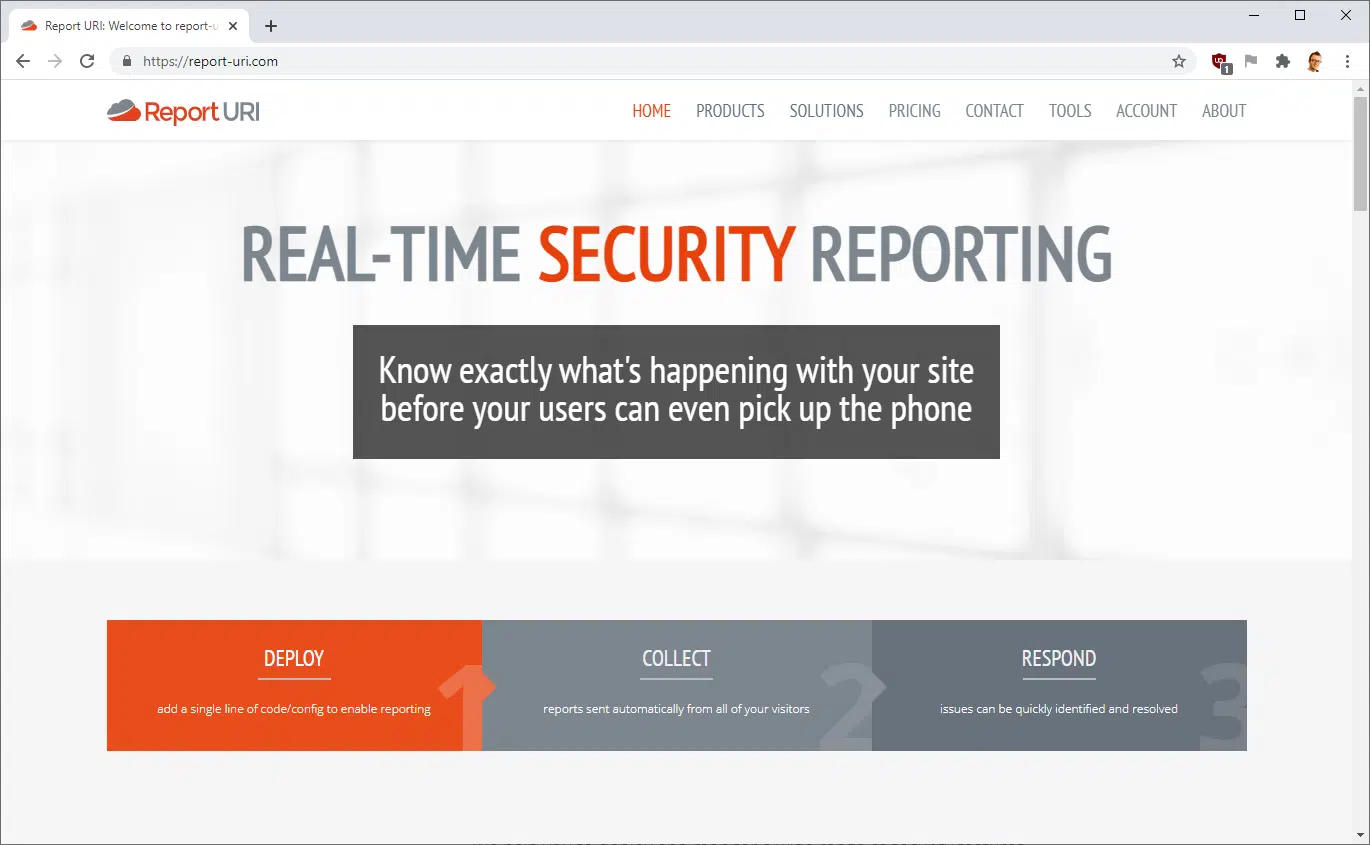 Report URI: Welcome to report-u
https://report-uri.com
1
Report URI
HOME
PRODUCTS
SOLUTIONS
PRICING
CONTACT
TOOLS
ACCOUNT
ABOUT
REAL-TIME SECURITY REPORTING
Know exactly what's happening with your site
before your users can even pick up the phone
DEPLOY
add a single line of code/config to enable reporting
1
COLLECT
reports sent automatically from all of your visitors
2
RESPOND
issues can be quickly identified and resolved
3